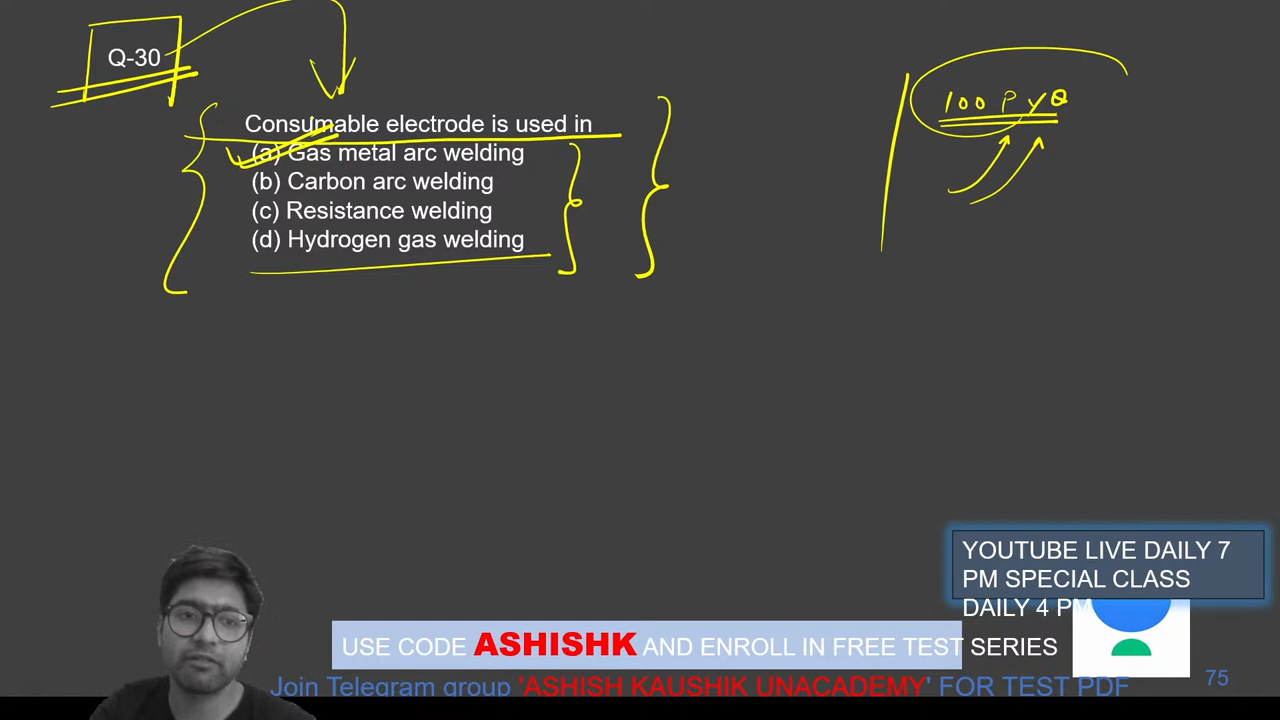 Q-30
100 PYQ
Consumable electrode is used in
(a) Gas metal arc welding
(b) Carbon arc welding
(c) Resistance welding
(d) Hydrogen gas welding
YOUTUBE LIVE DAILY 7
PM SPECIAL CLASS
DAILY 4 PM
USE CODE ASHISHK AND ENROLL IN FREE TEST SERIES
Join Telegram group 'ASHISH KAUSHIK UNACADEMY' FOR TEST PDF
75